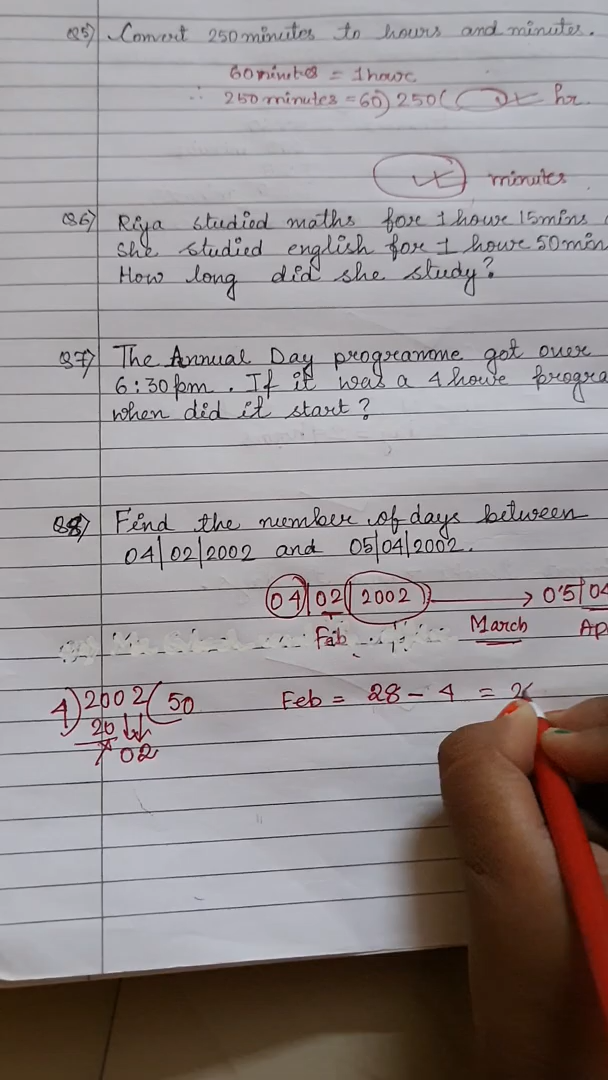 Q5) Convert 250 minutes to hours and minutes.
60 minutes = 1 hour
∴ 250 minutes = 60) 250 ( hr
minutes
Q6) Riya studied maths for 1 hour 15 mins
She studied english for 1 hour 50 min
How long did she study?
Q7) The Annual Day programme got over
6:30 pm. If it was a 4 hour progra
when did it start?
Q8) Find the number of days between
04|02|2002 and 05|04|2002.
04|02|2002 → 05|04
Feb March Ap
4) 2002 ( 50 Feb = 28 - 4 = 2
20
02